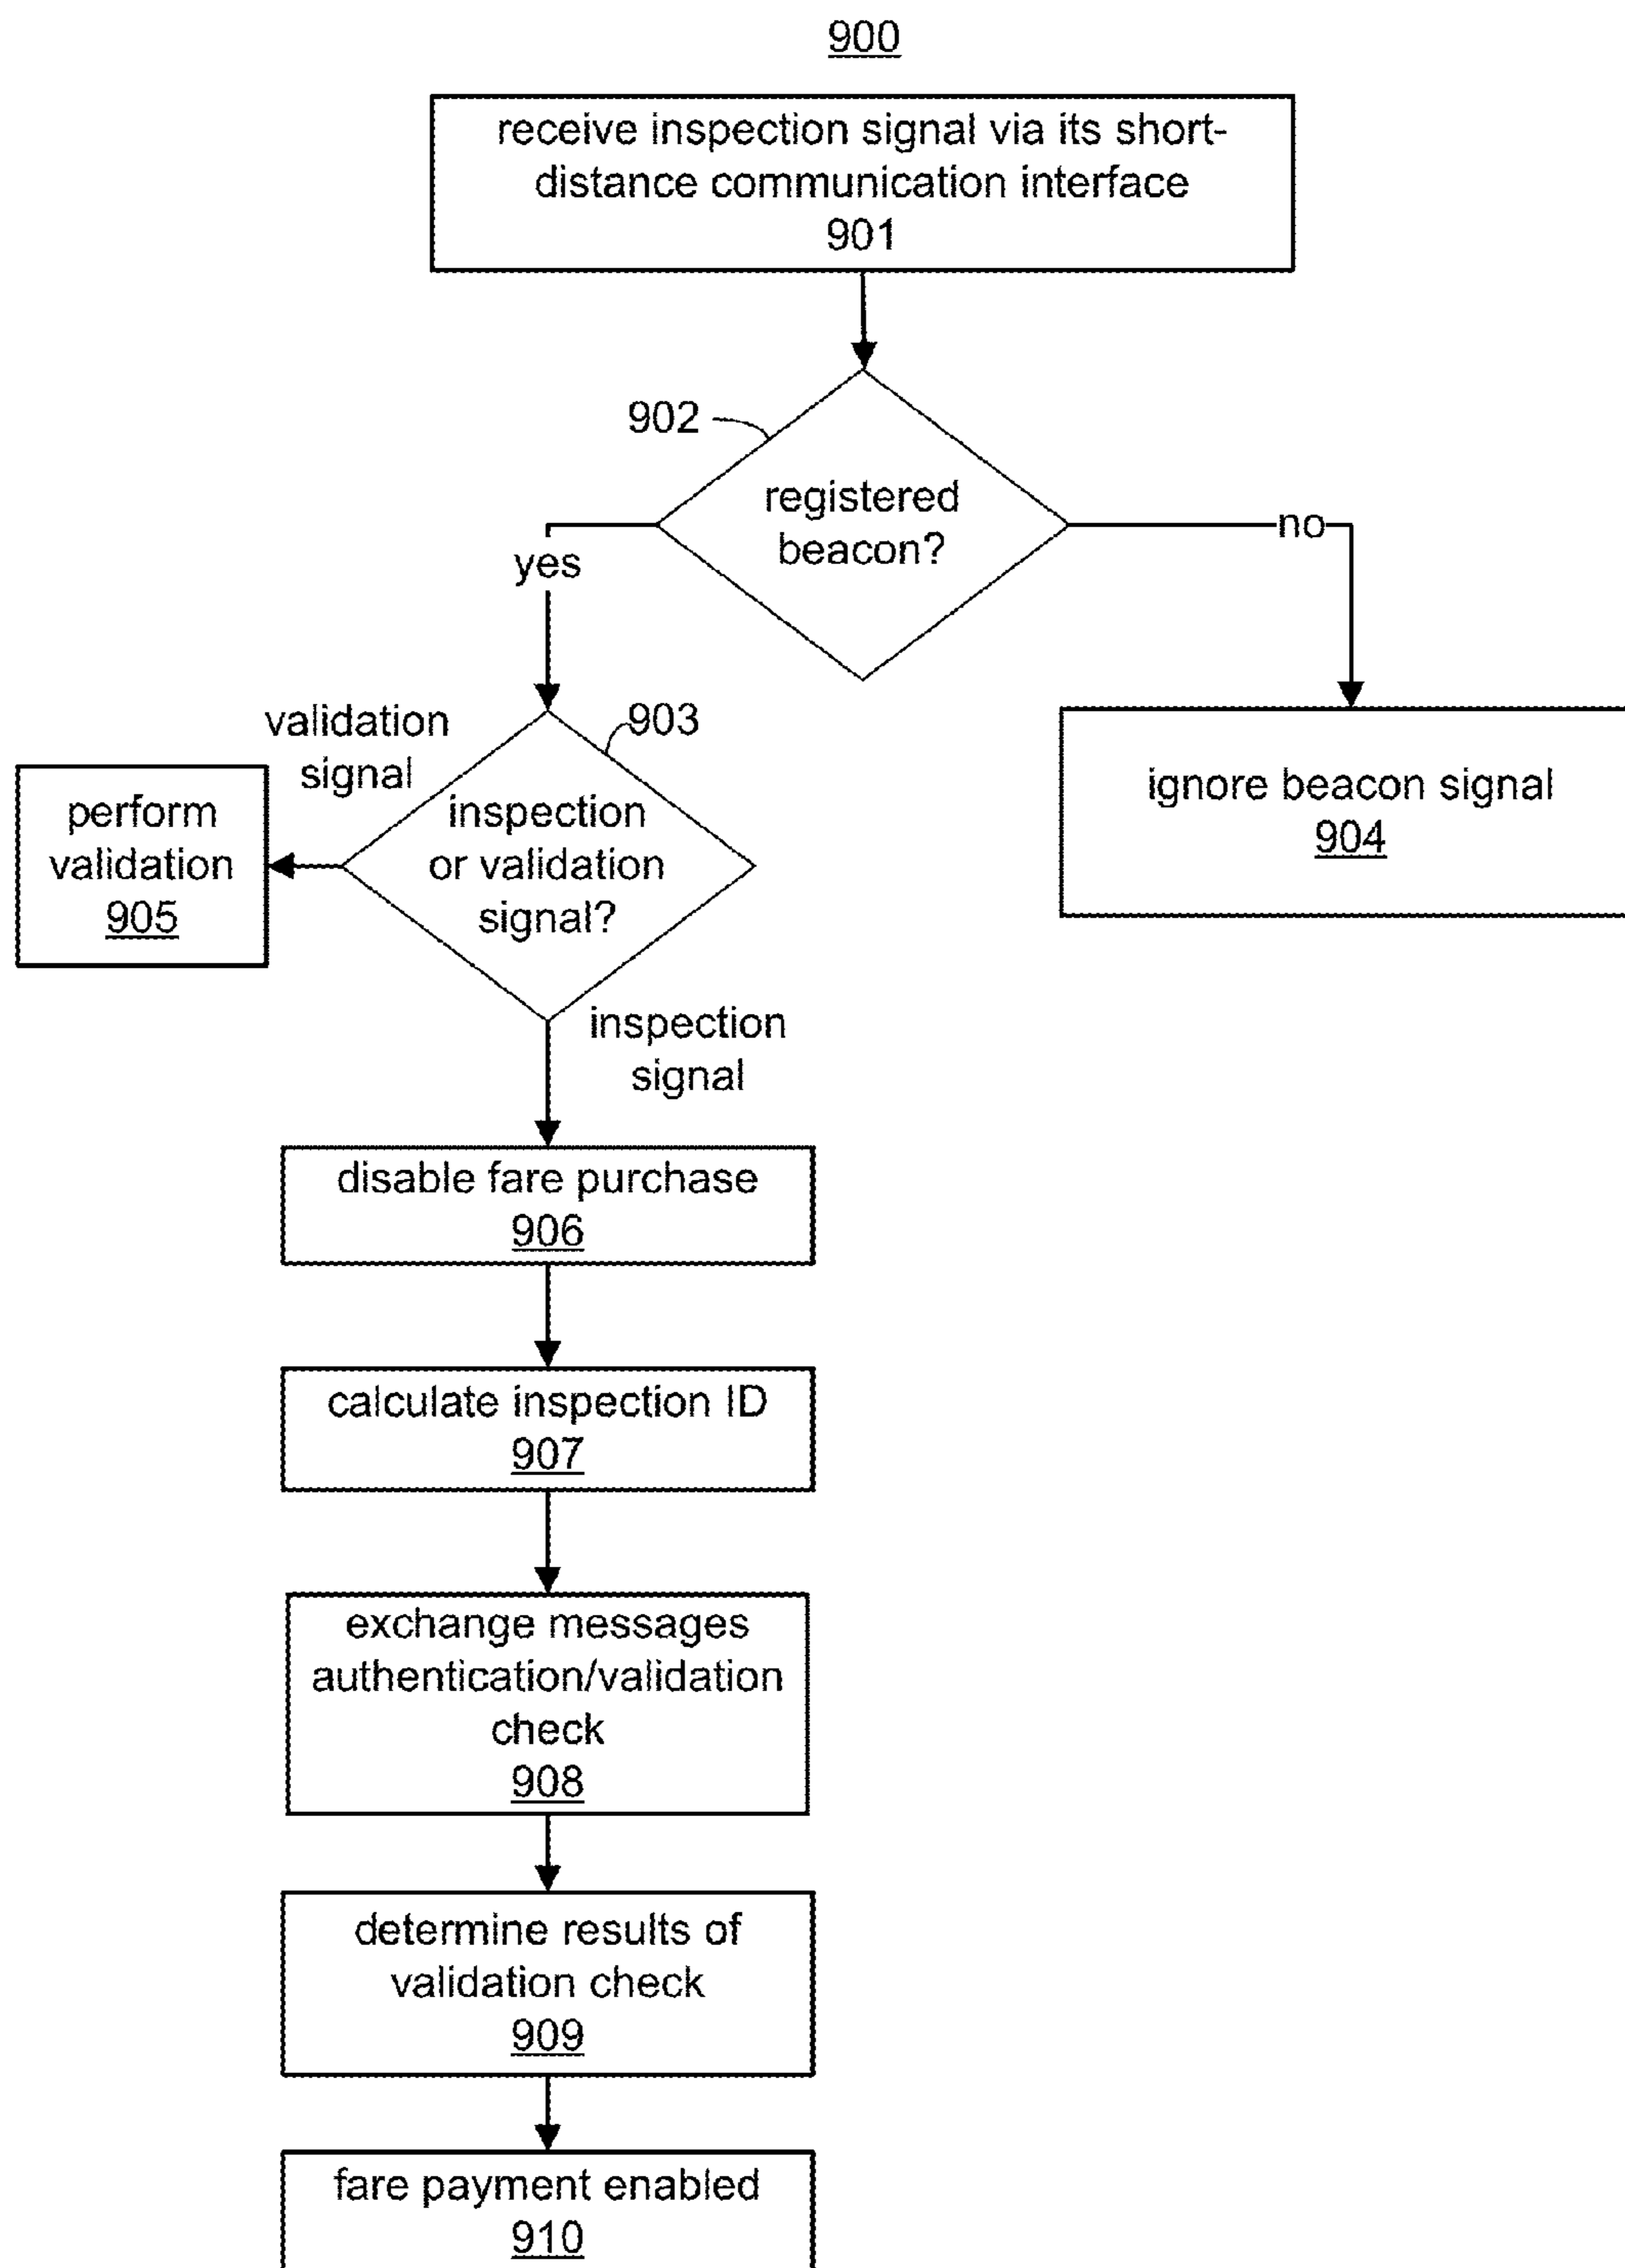 900
receive inspection signal via its short-
distance communication interface
901
902
registered
beacon?
yes
no
validation
signal
903
inspection
or validation
signal?
perform
validation
905
ignore beacon signal
904
inspection
signal
disable fare purchase
906
calculate inspection ID
907
exchange messages
authentication/validation
check
908
determine results of
validation check
909
fare payment enabled
910